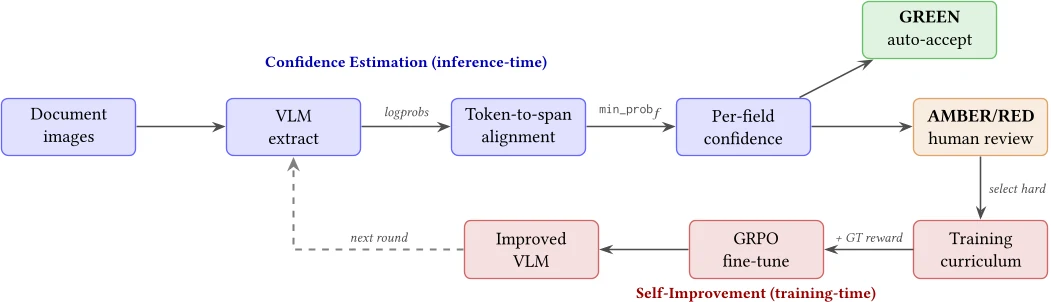 GREEN
auto-accept
Confidence Estimation (inference-time)
Document
images
VLM
extract
logprobs
Token-to-span
alignment
min_prob_f
Per-field
confidence
AMBER/RED
human review
select hard
Training
curriculum
+ GT reward
GRPO
fine-tune
Improved
VLM
next round
Self-Improvement (training-time)